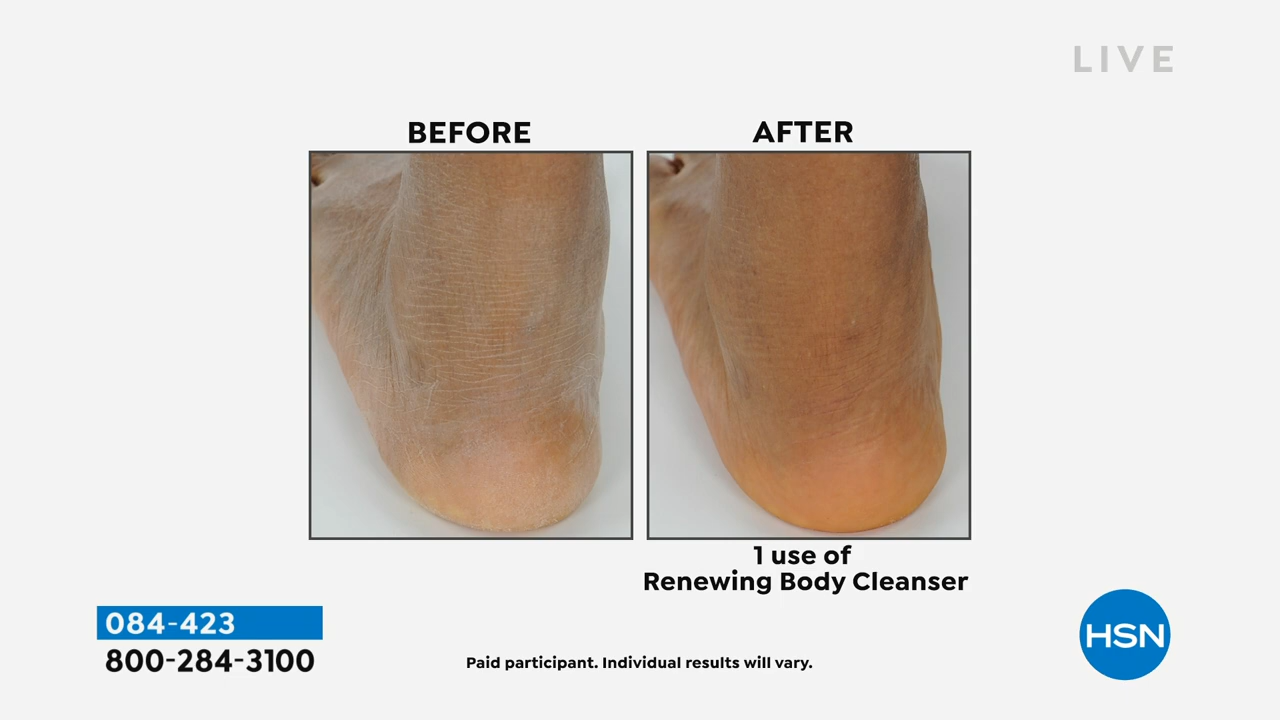 LIVE
BEFORE
AFTER
1 use of
Renewing Body Cleanser
084-423
800-284-3100
Paid participant. Individual results will vary.
HSN